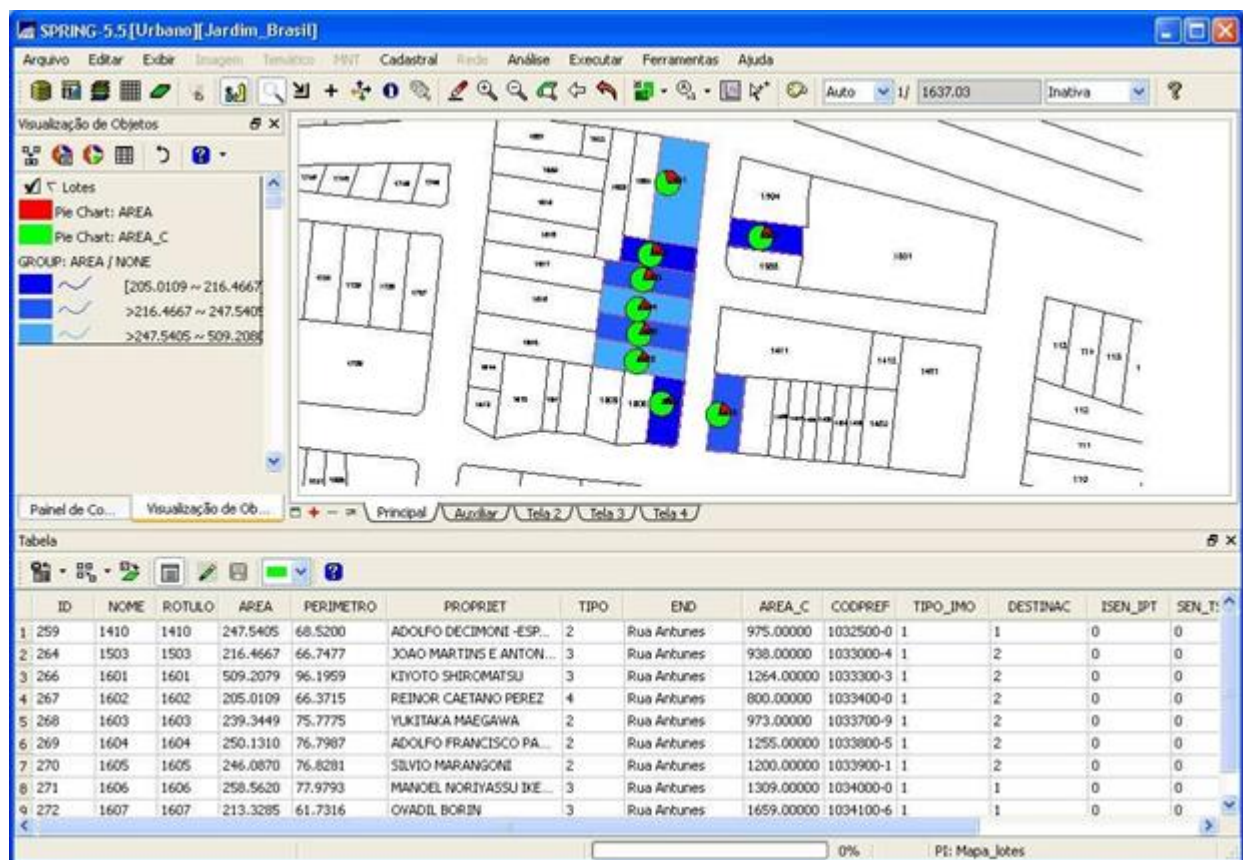 SPRING-5.5[Urbano][Jardim_Brasil]
Arquivo Editar Exibir Imagem Temático MNT Cadastral Rede Análise Executar Ferramentas Ajuda
Auto 1/ 1637.03 Inativa
Visualização de Objetos
Lotes
Pie Chart: AREA
Pie Chart: AREA_C
GROUP: AREA / NONE
[205.0109 ~ 216.4667
>216.4667 ~ 247.5405
>247.5405 ~ 509.2080
1504
1501
1411
1401
113
111
113
112
111
110
Painel de Co... Visualização de Ob...
Principal Auxiliar Tela 2 Tela 3 Tela 4
Tabela
ID NOME ROTULO AREA PERIMETRO PROPRIET TIPO END AREA_C CODPREF TIPO_IMO DESTINAC ISEN_IPT SEN_T
1 259 1410 1410 247.5405 68.5200 ADOLFO DECIMONI -ESP... 2 Rua Antunes 975.00000 1032500-0 1 1 0 0
2 264 1503 1503 216.4667 66.7477 JOAO MARTINS E ANTON... 3 Rua Antunes 938.00000 1033000-4 1 2 0 0
3 266 1601 1601 509.2079 96.1959 KIYOTO SHIROMATSU 3 Rua Antunes 1264.00000 1033300-3 1 2 0 0
4 267 1602 1602 205.0109 66.3715 REINOR CAETANO PEREZ 4 Rua Antunes 800.00000 1033400-0 1 2 0 0
5 268 1603 1603 239.3449 75.7775 YUKITAKA MAEGAWA 2 Rua Antunes 973.00000 1033700-9 1 2 0 0
6 269 1604 1604 250.1310 76.7987 ADOLFO FRANCISCO PA... 2 Rua Antunes 1255.00000 1033800-5 1 2 0 0
7 270 1605 1605 246.0870 76.8281 SILVIO MARANGONI 2 Rua Antunes 1200.00000 1033900-1 1 2 0 0
8 271 1606 1606 258.5620 77.9793 MANOEL NORIYASSU IKE... 3 Rua Antunes 1309.00000 1034000-0 1 1 0 0
9 272 1607 1607 213.3285 61.7316 OVADIL BORIN 3 Rua Antunes 1659.00000 1034100-6 1 1 0 0
0% PI: Mapa_lotes